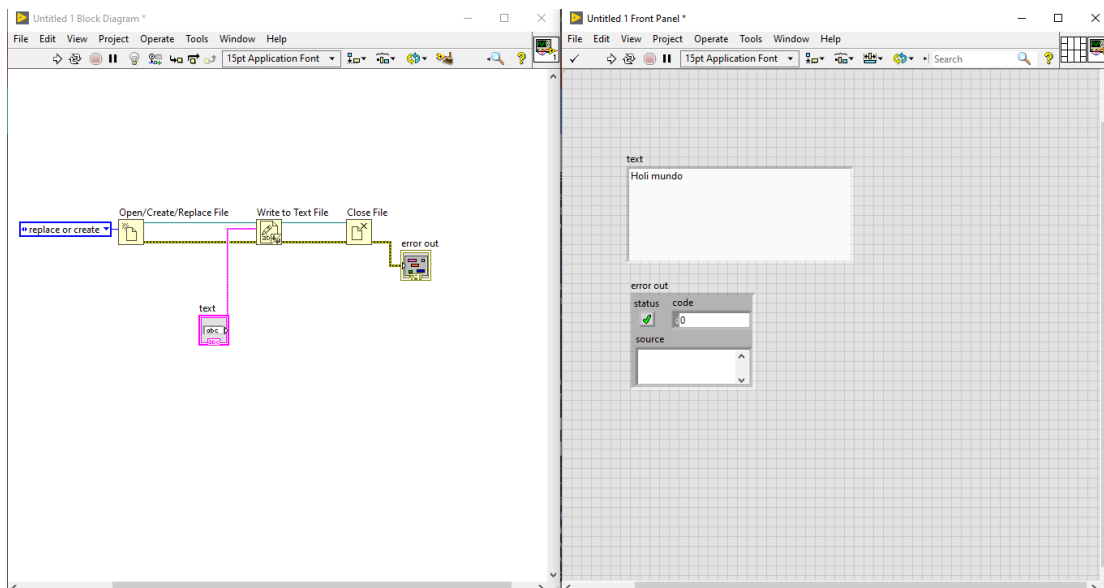 Untitled 1 Block Diagram *
File Edit View Project Operate Tools Window Help
15pt Application Font
1
Open/Create/Replace File Write to Text File Close File
replace or create
error out
text
abc
abc
Untitled 1 Front Panel *
File Edit View Project Operate Tools Window Help
15pt Application Font
Search
text
Holi mundo
error out
status code
0
source